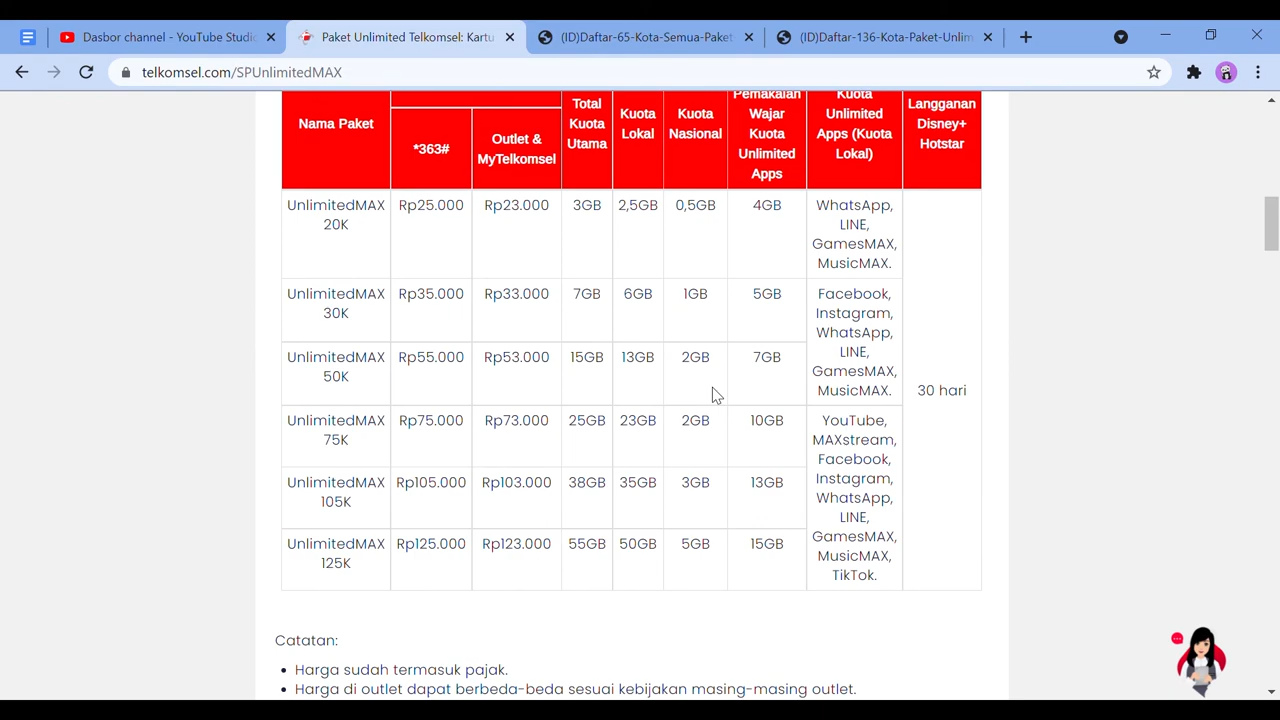 Dasbor channel - YouTube Studio
Paket Unlimited Telkomsel: Kartu
(ID)Daftar-65-Kota-Semua-Paket-
(ID)Daftar-136-Kota-Paket-Unlim
telkomsel.com/SPUnlimitedMAX
Nama Paket
*363#
Outlet &
MyTelkomsel
Total
Kuota
Utama
Kuota
Lokal
Kuota
Nasional
Pemakaian
Wajar
Kuota
Unlimited
Apps
Kuota
Unlimited
Apps (Kuota
Lokal)
Langganan
Disney+
Hotstar
UnlimitedMAX
20K
Rp25.000
Rp23.000
3GB
2,5GB
0,5GB
4GB
WhatsApp,
LINE,
GamesMAX,
MusicMAX.
UnlimitedMAX
30K
Rp35.000
Rp33.000
7GB
6GB
1GB
5GB
Facebook,
Instagram,
WhatsApp,
LINE,
GamesMAX,
MusicMAX.
UnlimitedMAX
50K
Rp55.000
Rp53.000
15GB
13GB
2GB
7GB
30 hari
UnlimitedMAX
75K
Rp75.000
Rp73.000
25GB
23GB
2GB
10GB
YouTube,
MAXstream,
Facebook,
Instagram,
WhatsApp,
LINE,
GamesMAX,
MusicMAX,
TikTok.
UnlimitedMAX
105K
Rp105.000
Rp103.000
38GB
35GB
3GB
13GB
UnlimitedMAX
125K
Rp125.000
Rp123.000
55GB
50GB
5GB
15GB
Catatan:
Harga sudah termasuk pajak.
Harga di outlet dapat berbeda-beda sesuai kebijakan masing-masing outlet.